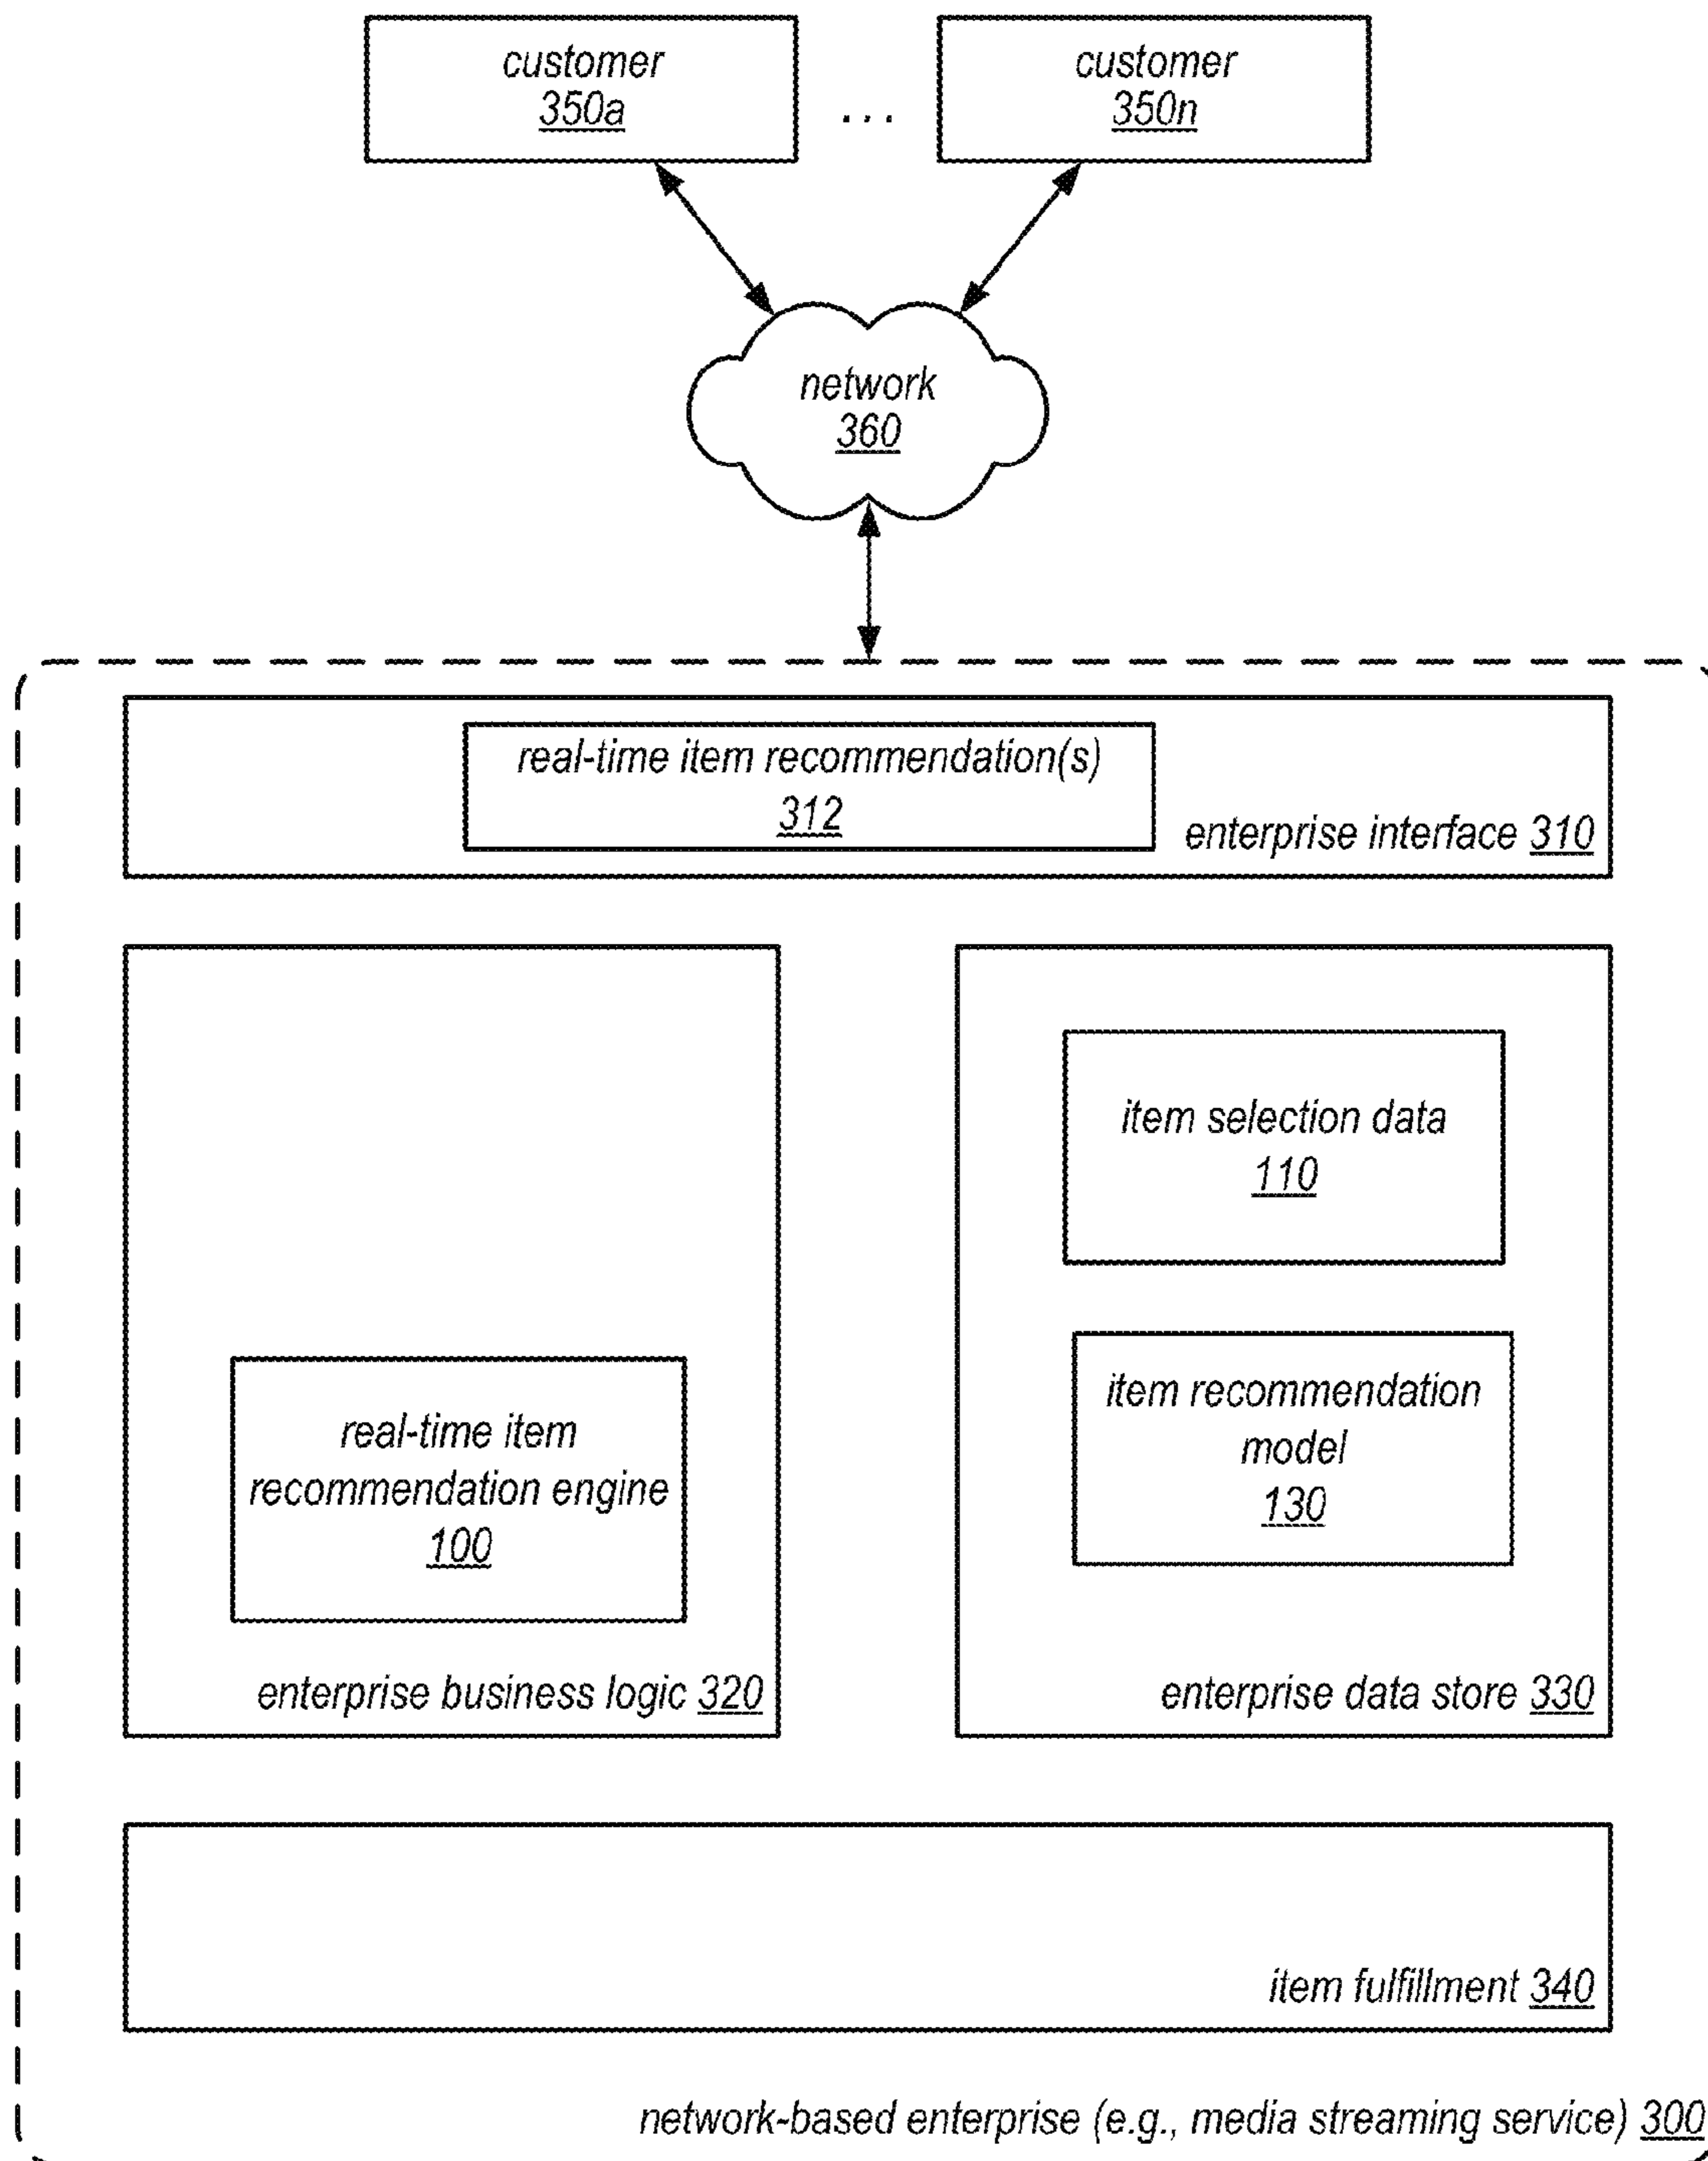 customer
350a
...
customer
350n
network
360
real-time item recommendation(s)
312
enterprise interface 310
real-time item
recommendation engine
100
enterprise business logic 320
item selection data
110
item recommendation
model
130
enterprise data store 330
item fulfillment 340
network-based enterprise (e.g., media streaming service) 300